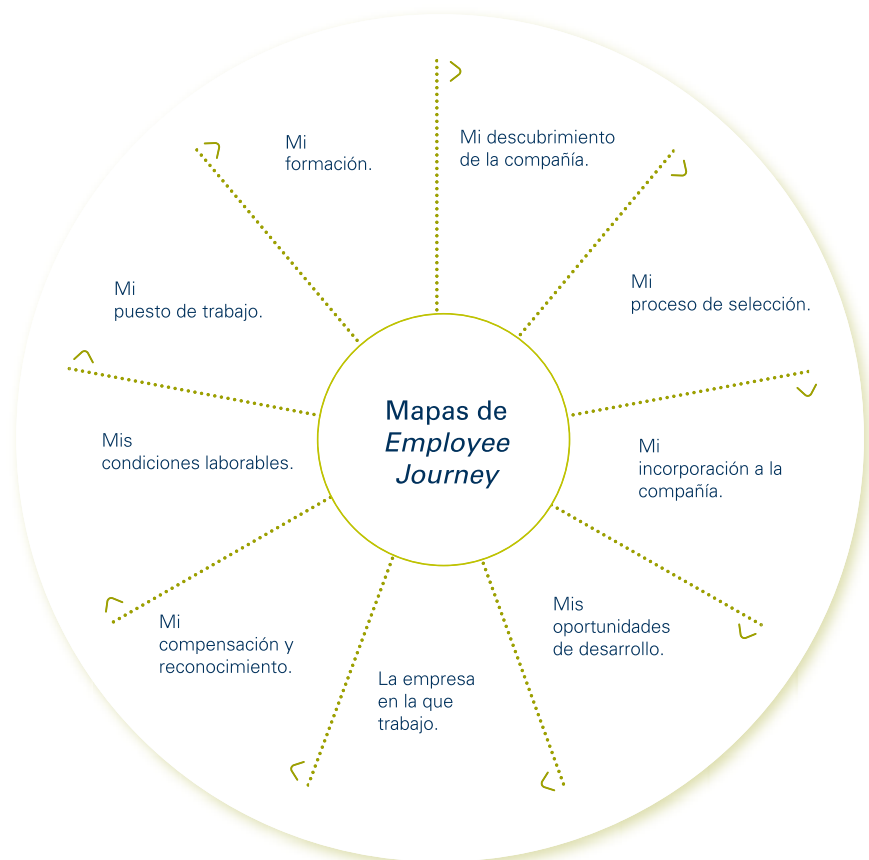 Mapas de
Employee
Journey
Mi descubrimiento
de la compañía.
Mi
proceso de selección.
Mi
incorporación a la
compañía.
Mis
oportunidades
de desarrollo.
La empresa
en la que
trabajo.
Mi
compensación y
reconocimiento.
Mis
condiciones laborables.
Mi
puesto de trabajo.
Mi
formación.